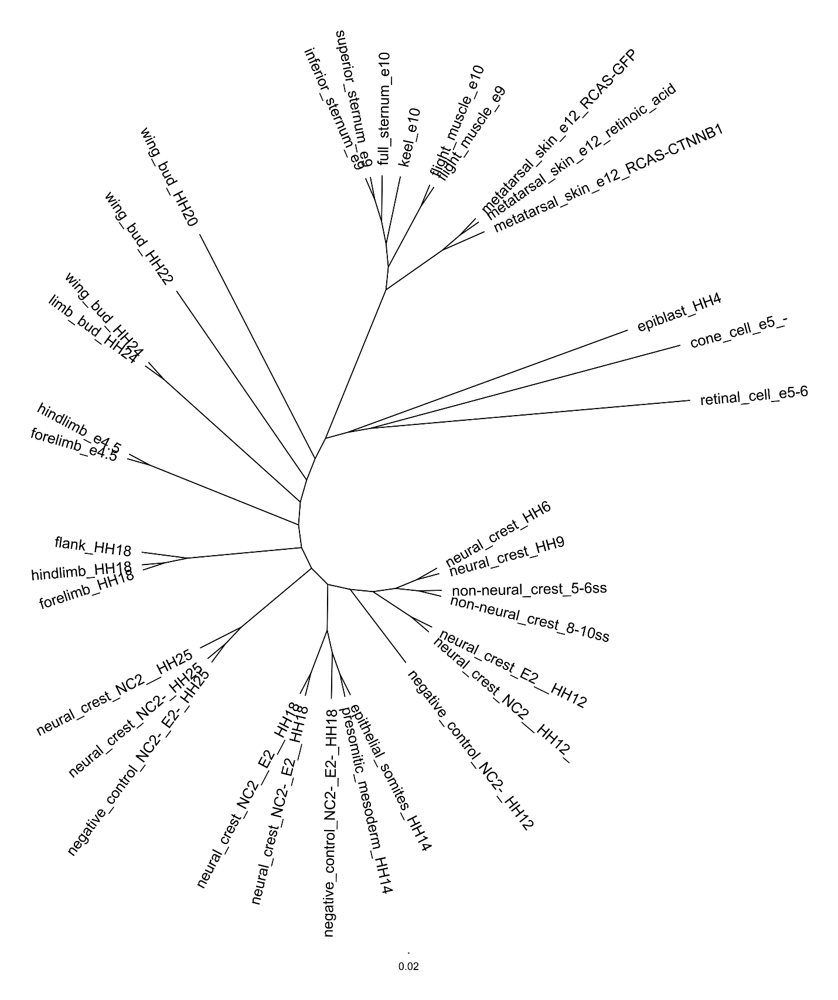 superior_sternum_e9
inferior_sternum_e9
full_sternum_e10
keel_e10
flight_muscle_e10
flight_muscle_e9
metatarsal_skin_e12_RCAS-GFP
metatarsal_skin_e12_retinoic_acid
metatarsal_skin_e12_RCAS-CTNNB1
epiblast_HH4
cone_cell_e5_-
retinal_cell_e5-6
wing_bud_HH20
wing_bud_HH22
wing_bud_HH24
limb_bud_HH24
hindlimb_e4.5
forelimb_e4.5
flank_HH18
hindlimb_HH18
forelimb_HH18
neural_crest_HH6
neural_crest_HH9
non-neural_crest_5-6ss
non-neural_crest_8-10ss
neural_crest_E2__HH12
neural_crest_NC2__HH12_
negative_control_NC2-_HH12
epithelial_somites_HH14
presomitic_mesoderm_HH14
negative_control_NC2-_E2-_HH18
neural_crest_NC2-_E2__HH18
neural_crest_NC2__E2__HH18
negative_control_NC2-_E2-_HH25
neural_crest_NC2-_HH25
neural_crest_NC2__HH25
0.02